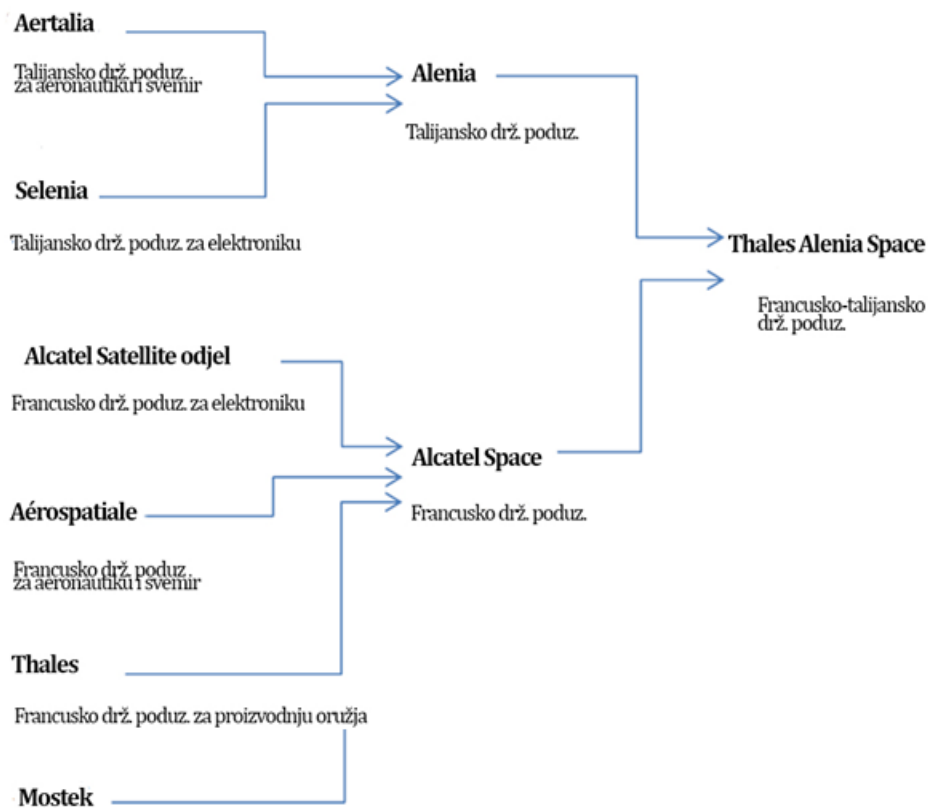 Aertalia
Talijansko drž. poduz.
za aeronautiku i svemir
Alenia
Talijansko drž. poduz.
Selenia
Talijansko drž. poduz. za elektroniku
Thales Alenia Space
Francusko-talijansko
drž. poduz.
Alcatel Satellite odjel
Francusko drž. poduz. za elektroniku
Alcatel Space
Francusko drž. poduz.
Aérospatiale
Francusko drž. poduz
za aeronautiku i svemir
Thales
Francusko drž. poduz. za proizvodnju oružja
Mostek